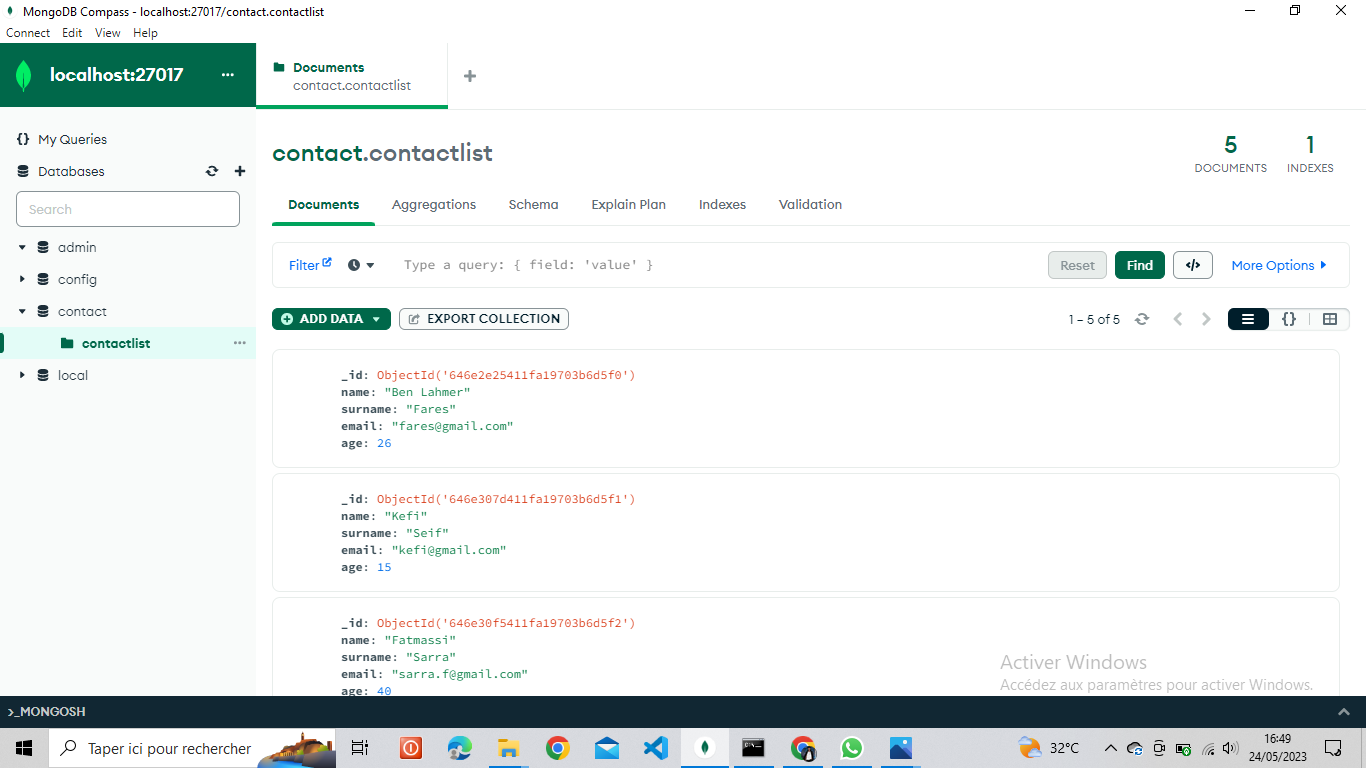 MongoDB Compass - localhost:27017/contact.contactlist
Connect Edit View Help
localhost:27017 ...
Documents
contact.contactlist
{} My Queries
Databases
Search
admin
config
contact
contactlist ...
local
contact.contactlist
5
DOCUMENTS
1
INDEXES
Documents Aggregations Schema Explain Plan Indexes Validation
Filter Type a query: { field: 'value' } Reset Find </> More Options
ADD DATA EXPORT COLLECTION 1 – 5 of 5 {}
_id: ObjectId('646e2e25411fa19703b6d5f0')
name: "Ben Lahmer"
surname: "Fares"
email: "fares@gmail.com"
age: 26
_id: ObjectId('646e307d411fa19703b6d5f1')
name: "Kefi"
surname: "Seif"
email: "kefi@gmail.com"
age: 15
_id: ObjectId('646e30f5411fa19703b6d5f2')
name: "Fatmassi"
surname: "Sarra"
email: "sarra.f@gmail.com"
age: 40
Activer Windows
Accédez aux paramètres pour activer Windows.
>_MONGOSH
Taper ici pour rechercher
32°C
16:49
24/05/2023